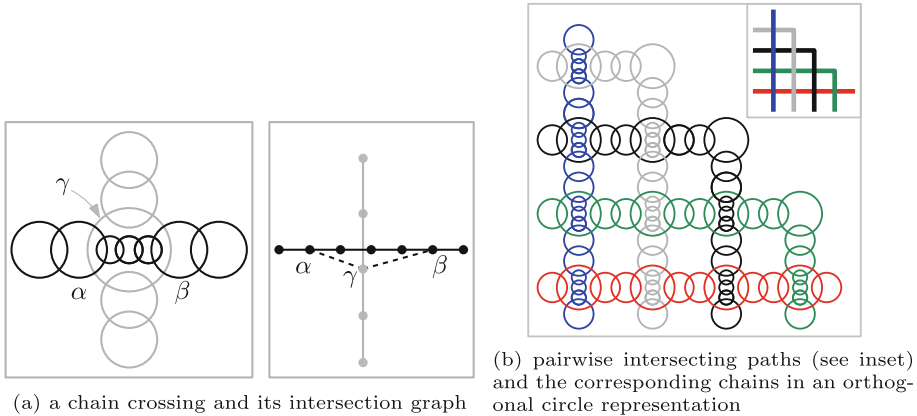 γ
α
β
α
γ
β
(a) a chain crossing and its intersection graph
(b) pairwise intersecting paths (see inset)
and the corresponding chains in an orthog-
onal circle representation